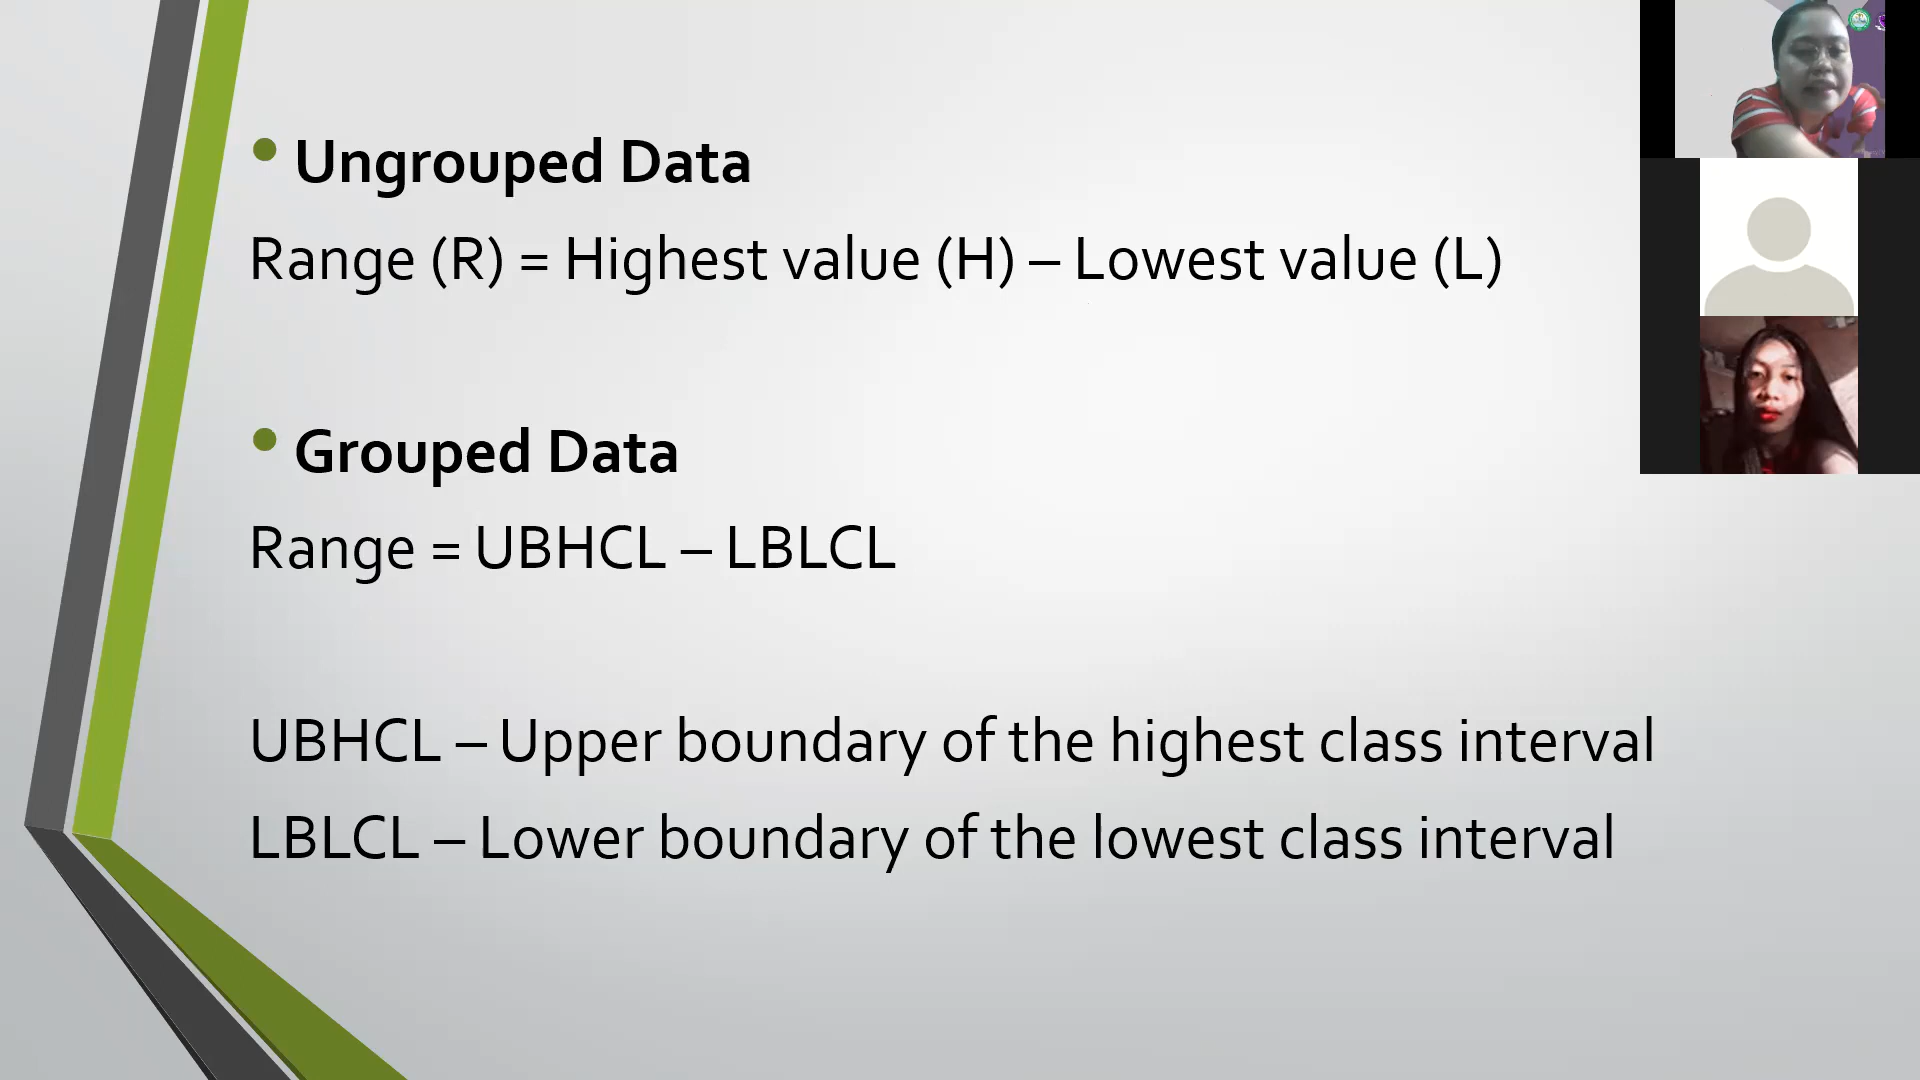 Ungrouped Data
Range (R) = Highest value (H) – Lowest value (L)
Grouped Data
Range = UBHCL – LBLCL
UBHCL – Upper boundary of the highest class interval
LBLCL – Lower boundary of the lowest class interval